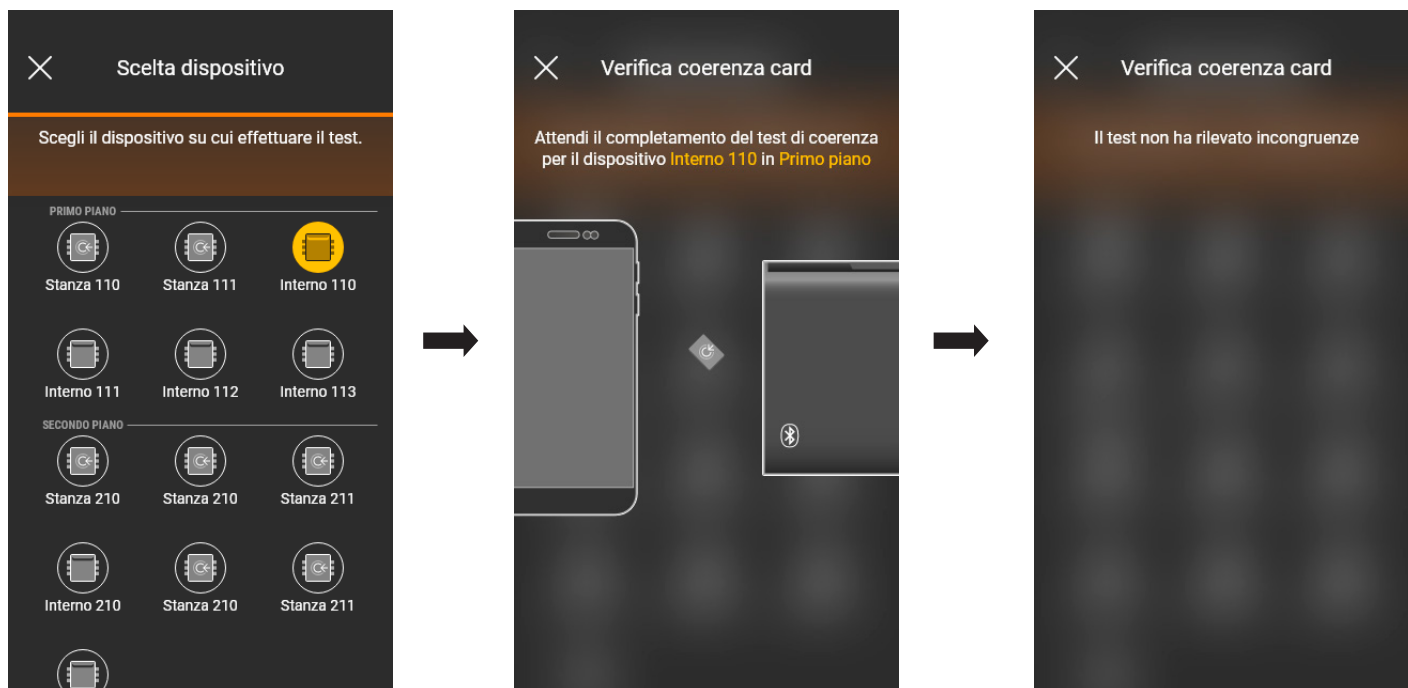 Scelta dispositivo
Scegli il dispositivo su cui effettuare il test.
PRIMO PIANO
Stanza 110
Stanza 111
Interno 110
Interno 111
Interno 112
Interno 113
SECONDO PIANO
Stanza 210
Stanza 210
Stanza 211
Interno 210
Stanza 210
Stanza 211
Verifica coerenza card
Attendi il completamento del test di coerenza
per il dispositivo Interno 110 in Primo piano
Verifica coerenza card
Il test non ha rilevato incongruenze